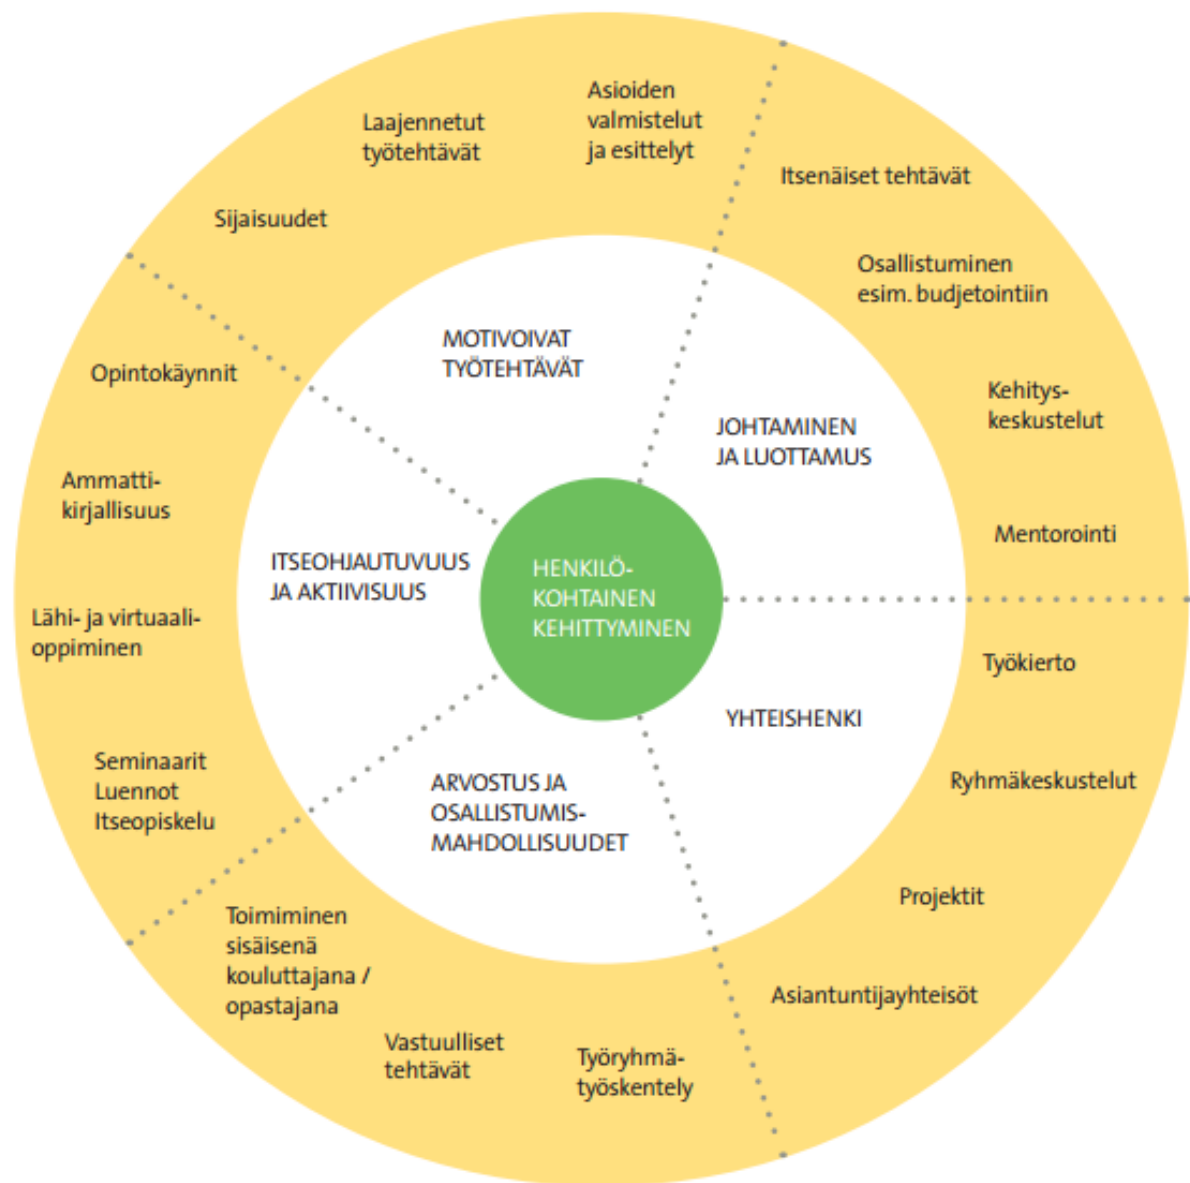 Asioiden
valmistelut
ja esittelyt
Laajennetut
työtehtävät
Sijaisuudet
Itsenäiset tehtävät
Osallistuminen
esim. budjetointiin
Kehitys-
keskustelut
Mentorointi
MOTIVOIVAT
TYÖTEHTÄVÄT
JOHTAMINEN
JA LUOTTAMUS
Opintokäynnit
Ammatti-
kirjallisuus
Lähi- ja virtuaali-
oppiminen
Seminaarit
Luennot
Itseopiskelu
ITSEOHJAUTUVUUS
JA AKTIIVISUUS
HENKILÖ-
KOHTAINEN
KEHITTYMINEN
YHTEISHENKI
Työkierto
Ryhmäkeskustelut
Projektit
Asiantuntijayhteisöt
ARVOSTUS JA
OSALLISTUMIS-
MAHDOLLISUUDET
Toimiminen
sisäisenä
kouluttajana /
opastajana
Vastuulliset
tehtävät
Työryhmä-
työskentely